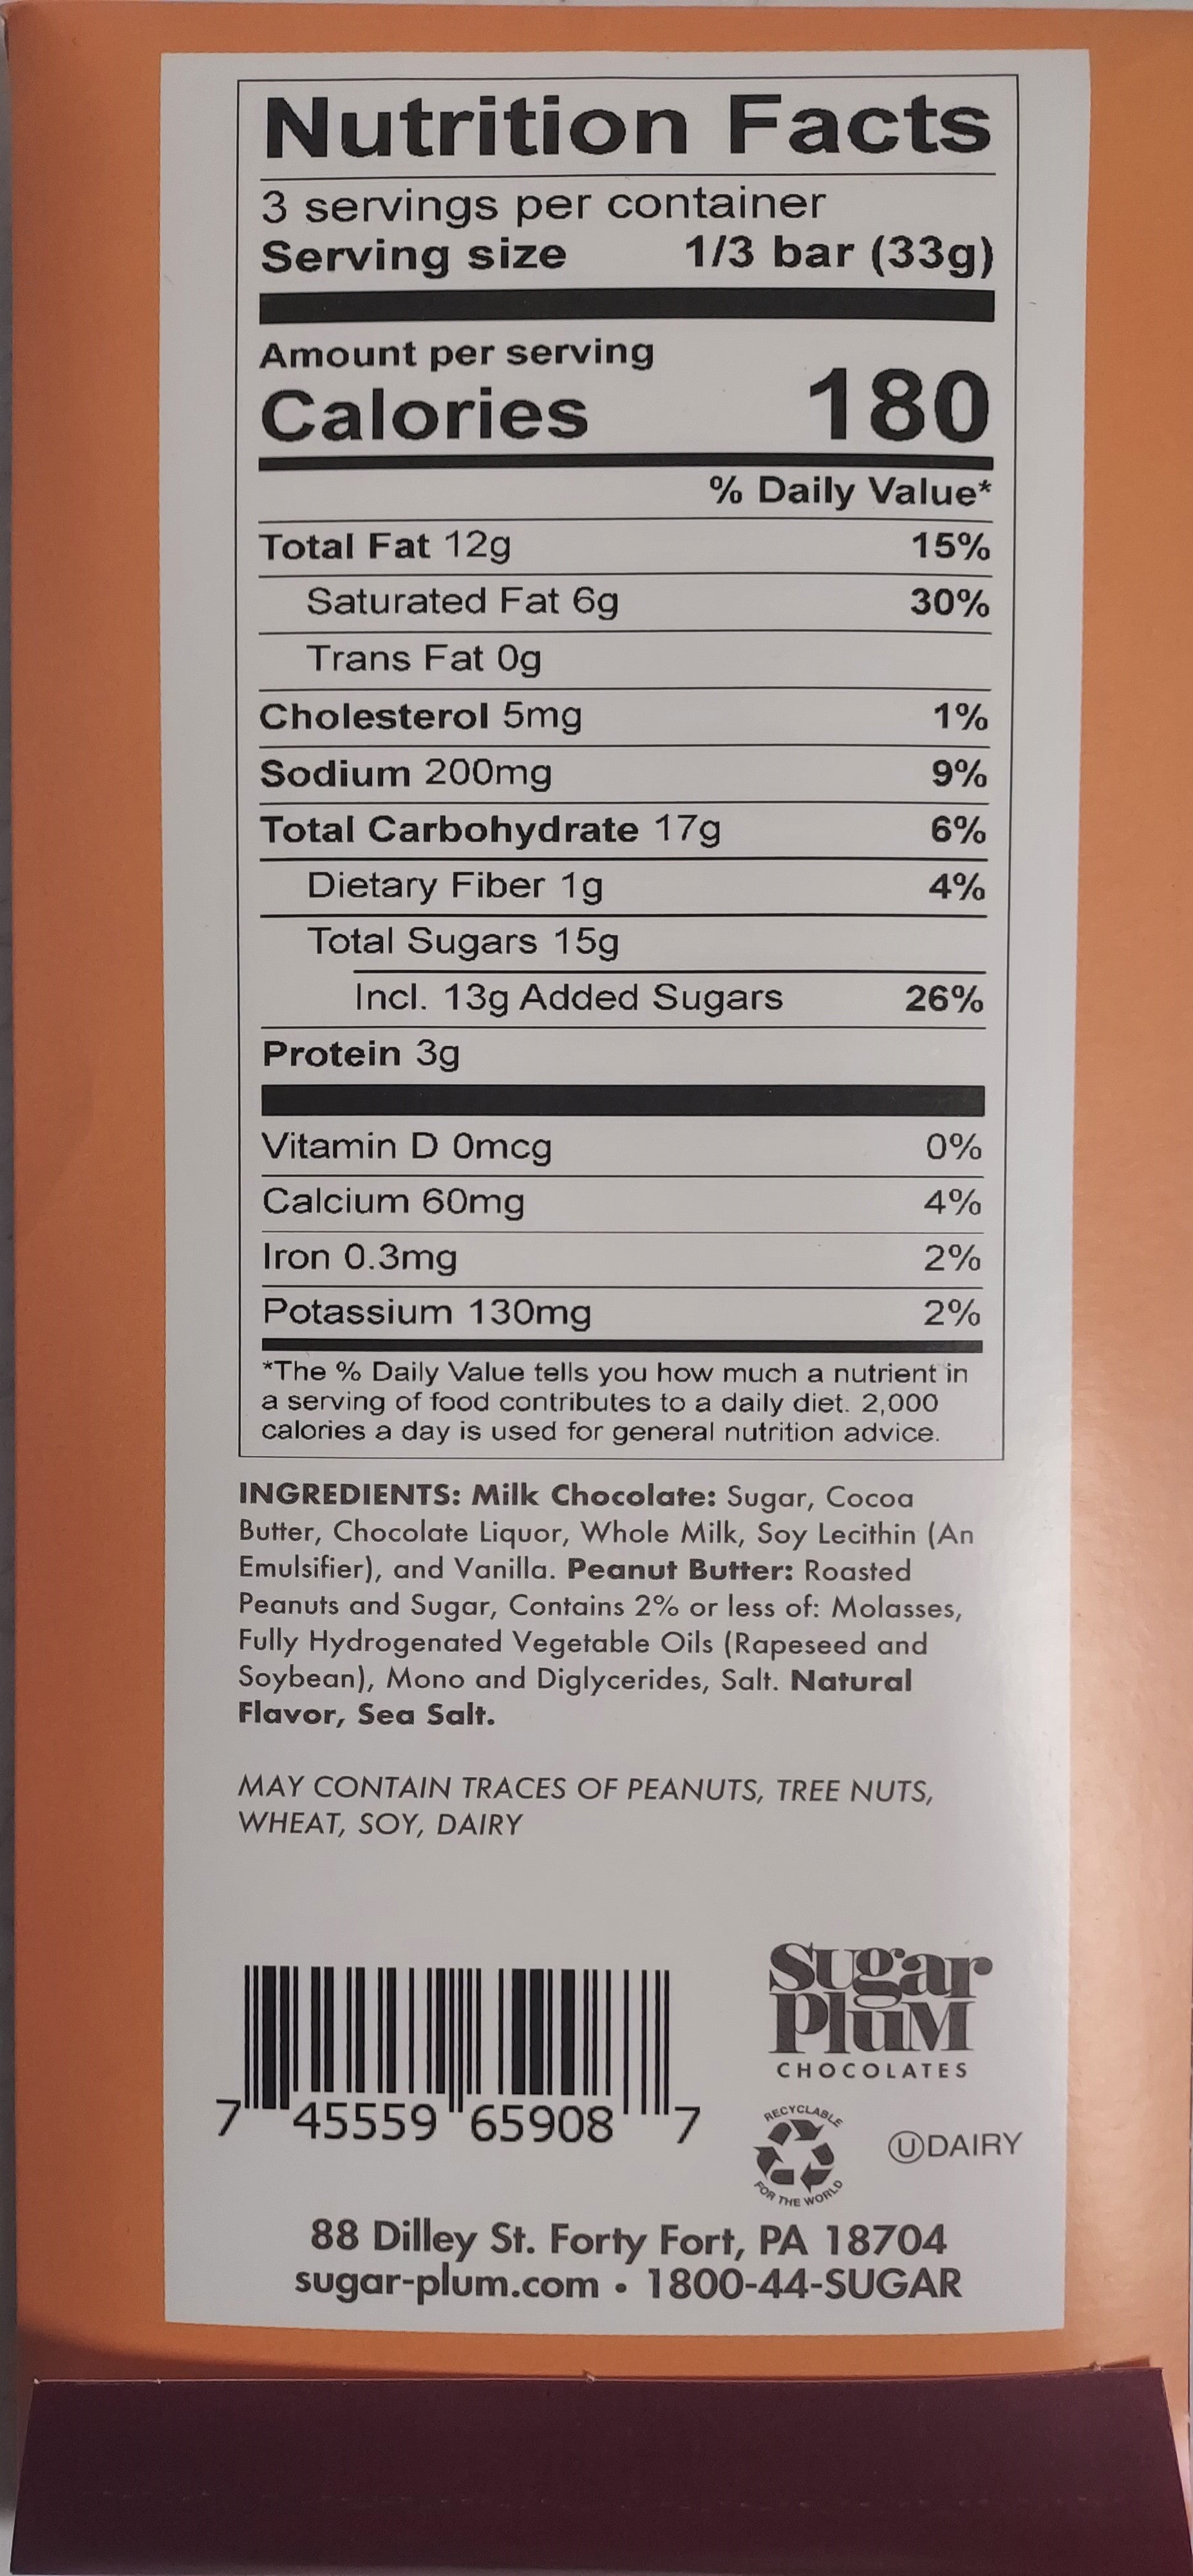 Nutrition Facts
3 servings per container
Serving size 1/3 bar (33g)
Amount per serving
Calories 180
% Daily Value*
Total Fat 12g 15%
Saturated Fat 6g 30%
Trans Fat 0g
Cholesterol 5mg 1%
Sodium 200mg 9%
Total Carbohydrate 17g 6%
Dietary Fiber 1g 4%
Total Sugars 15g
Incl. 13g Added Sugars 26%
Protein 3g
Vitamin D 0mcg 0%
Calcium 60mg 4%
Iron 0.3mg 2%
Potassium 130mg 2%
*The % Daily Value tells you how much a nutrient in
a serving of food contributes to a daily diet. 2,000
calories a day is used for general nutrition advice.
INGREDIENTS: Milk Chocolate: Sugar, Cocoa
Butter, Chocolate Liquor, Whole Milk, Soy Lecithin (An
Emulsifier), and Vanilla. Peanut Butter: Roasted
Peanuts and Sugar, Contains 2% or less of: Molasses,
Fully Hydrogenated Vegetable Oils (Rapeseed and
Soybean), Mono and Diglycerides, Salt. Natural
Flavor, Sea Salt.
MAY CONTAIN TRACES OF PEANUTS, TREE NUTS,
WHEAT, SOY, DAIRY
Sugar
Plum
CHOCOLATES
7 45559 65908 7
RECYCLABLE
FOR THE WORLD
Ⓤ DAIRY
88 Dilley St. Forty Fort, PA 18704
sugar-plum.com • 1800-44-SUGAR